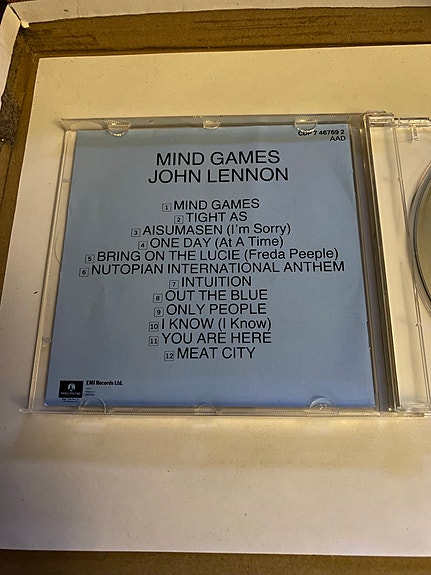 CDP 7 46769 2
AAD
MIND GAMES
JOHN LENNON
1 MIND GAMES
2 TIGHT AS
3 AISUMASEN (I'm Sorry)
4 ONE DAY (At A Time)
5 BRING ON THE LUCIE (Freda Peeple)
6 NUTOPIAN INTERNATIONAL ANTHEM
7 INTUITION
8 OUT THE BLUE
9 ONLY PEOPLE
10 I KNOW (I Know)
11 YOU ARE HERE
12 MEAT CITY
EMI Records Ltd.
PARLOPHONE